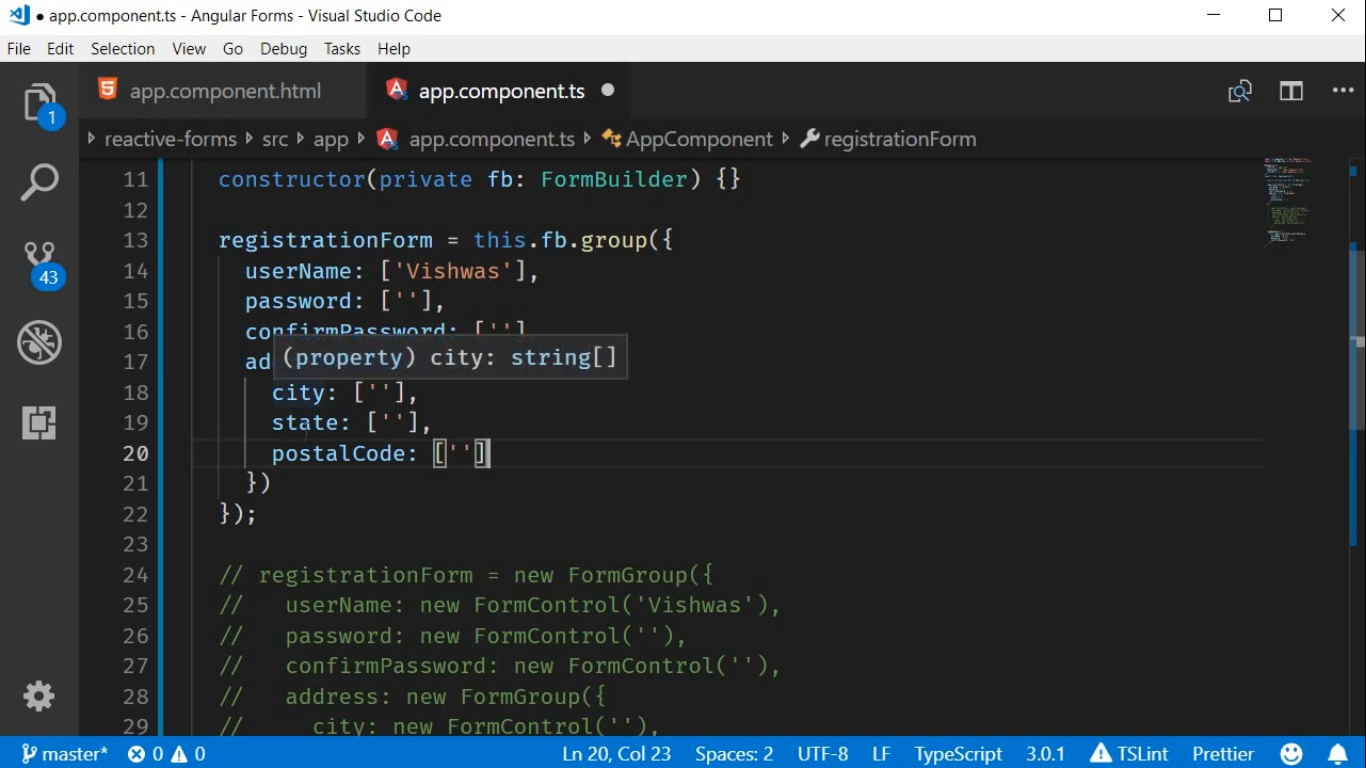 ● app.component.ts - Angular Forms - Visual Studio Code
File Edit Selection View Go Debug Tasks Help
app.component.html app.component.ts ●
reactive-forms src app app.component.ts AppComponent registrationForm
1
43
11 constructor(private fb: FormBuilder) {}
12
13 registrationForm = this.fb.group({
14 userName: ['Vishwas'],
15 password: [''],
16 confirmPassword: [''],
17 ad
(property) city: string[]
18 city: [''],
19 state: [''],
20 postalCode: ['']
21 })
22 });
23
24 // registrationForm = new FormGroup({
25 // userName: new FormControl('Vishwas'),
26 // password: new FormControl(''),
27 // confirmPassword: new FormControl(''),
28 // address: new FormGroup({
29 // city: new FormControl(''),
master* 0 0 Ln 20, Col 23 Spaces: 2 UTF-8 LF TypeScript 3.0.1 TSLint Prettier